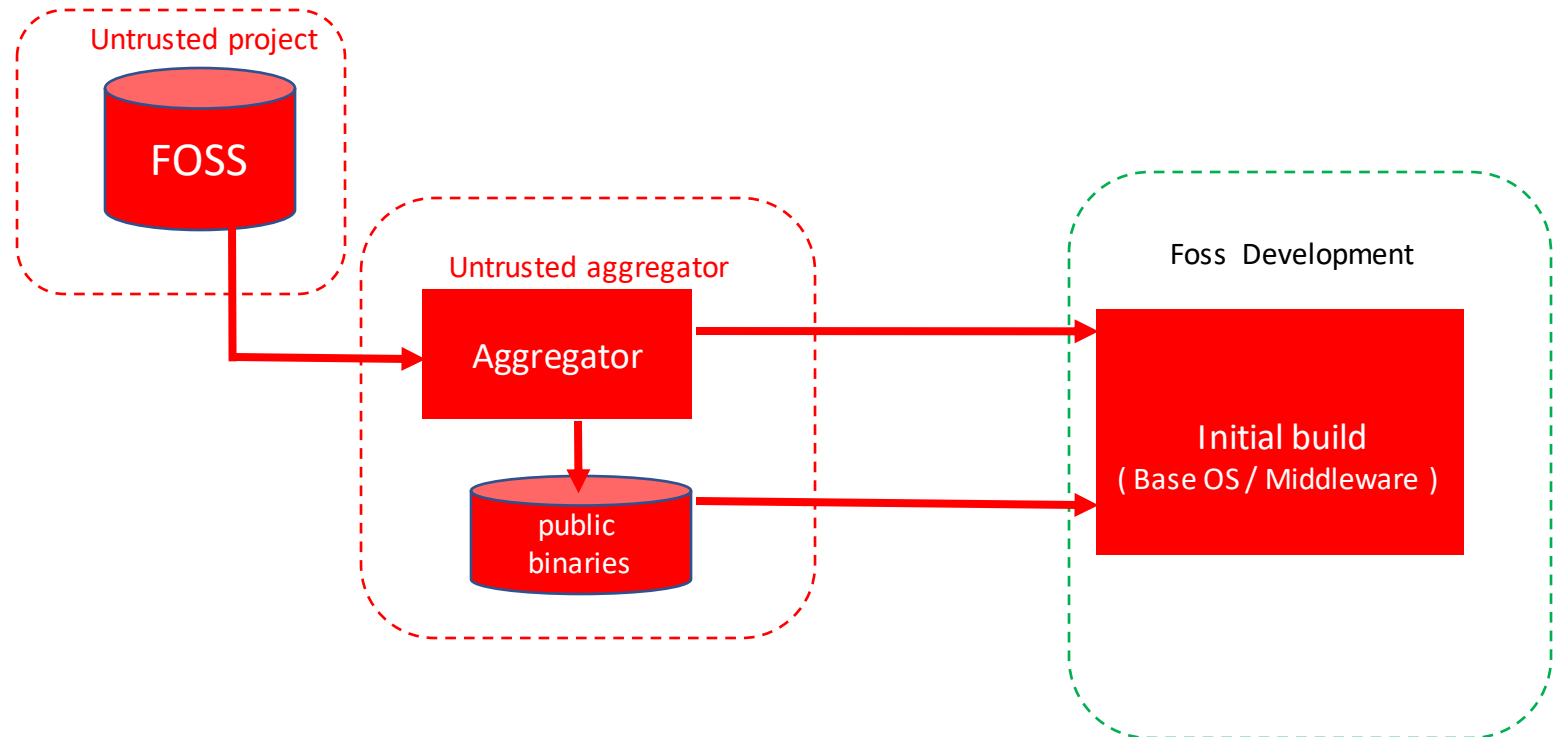 Untrusted project
FOSS
Untrusted aggregator
Aggregator
public
binaries
Foss Development
Initial build
( Base OS / Middleware )